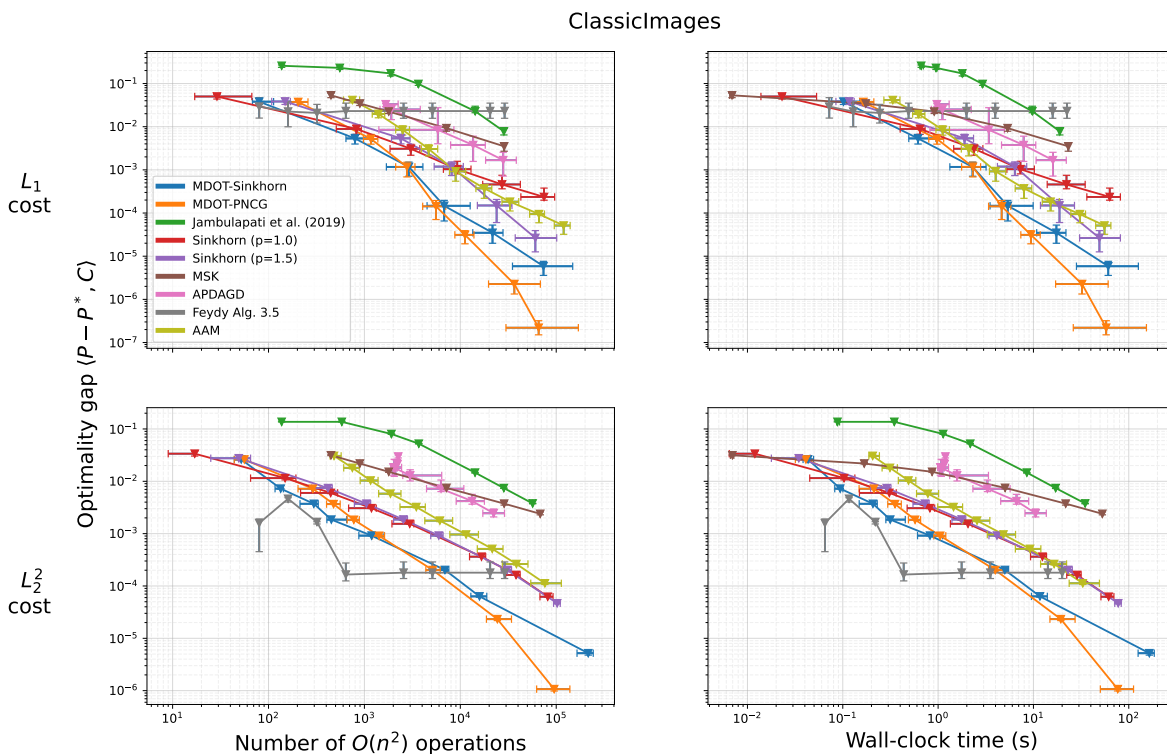 ClassicImages
L₁
cost
L₂²
cost
Optimality gap ⟨P − P*, C⟩
10⁻¹
10⁻²
10⁻³
10⁻⁴
10⁻⁵
10⁻⁶
10⁻⁷
MDOT-Sinkhorn
MDOT-PNCG
Jambulapati et al. (2019)
Sinkhorn (p=1.0)
Sinkhorn (p=1.5)
MSK
APDAGD
Feydy Alg. 3.5
AAM
10⁻¹
10⁻²
10⁻³
10⁻⁴
10⁻⁵
10⁻⁶
10¹ 10² 10³ 10⁴ 10⁵
10⁻² 10⁻¹ 10⁰ 10¹ 10²
Number of O(n²) operations
Wall-clock time (s)